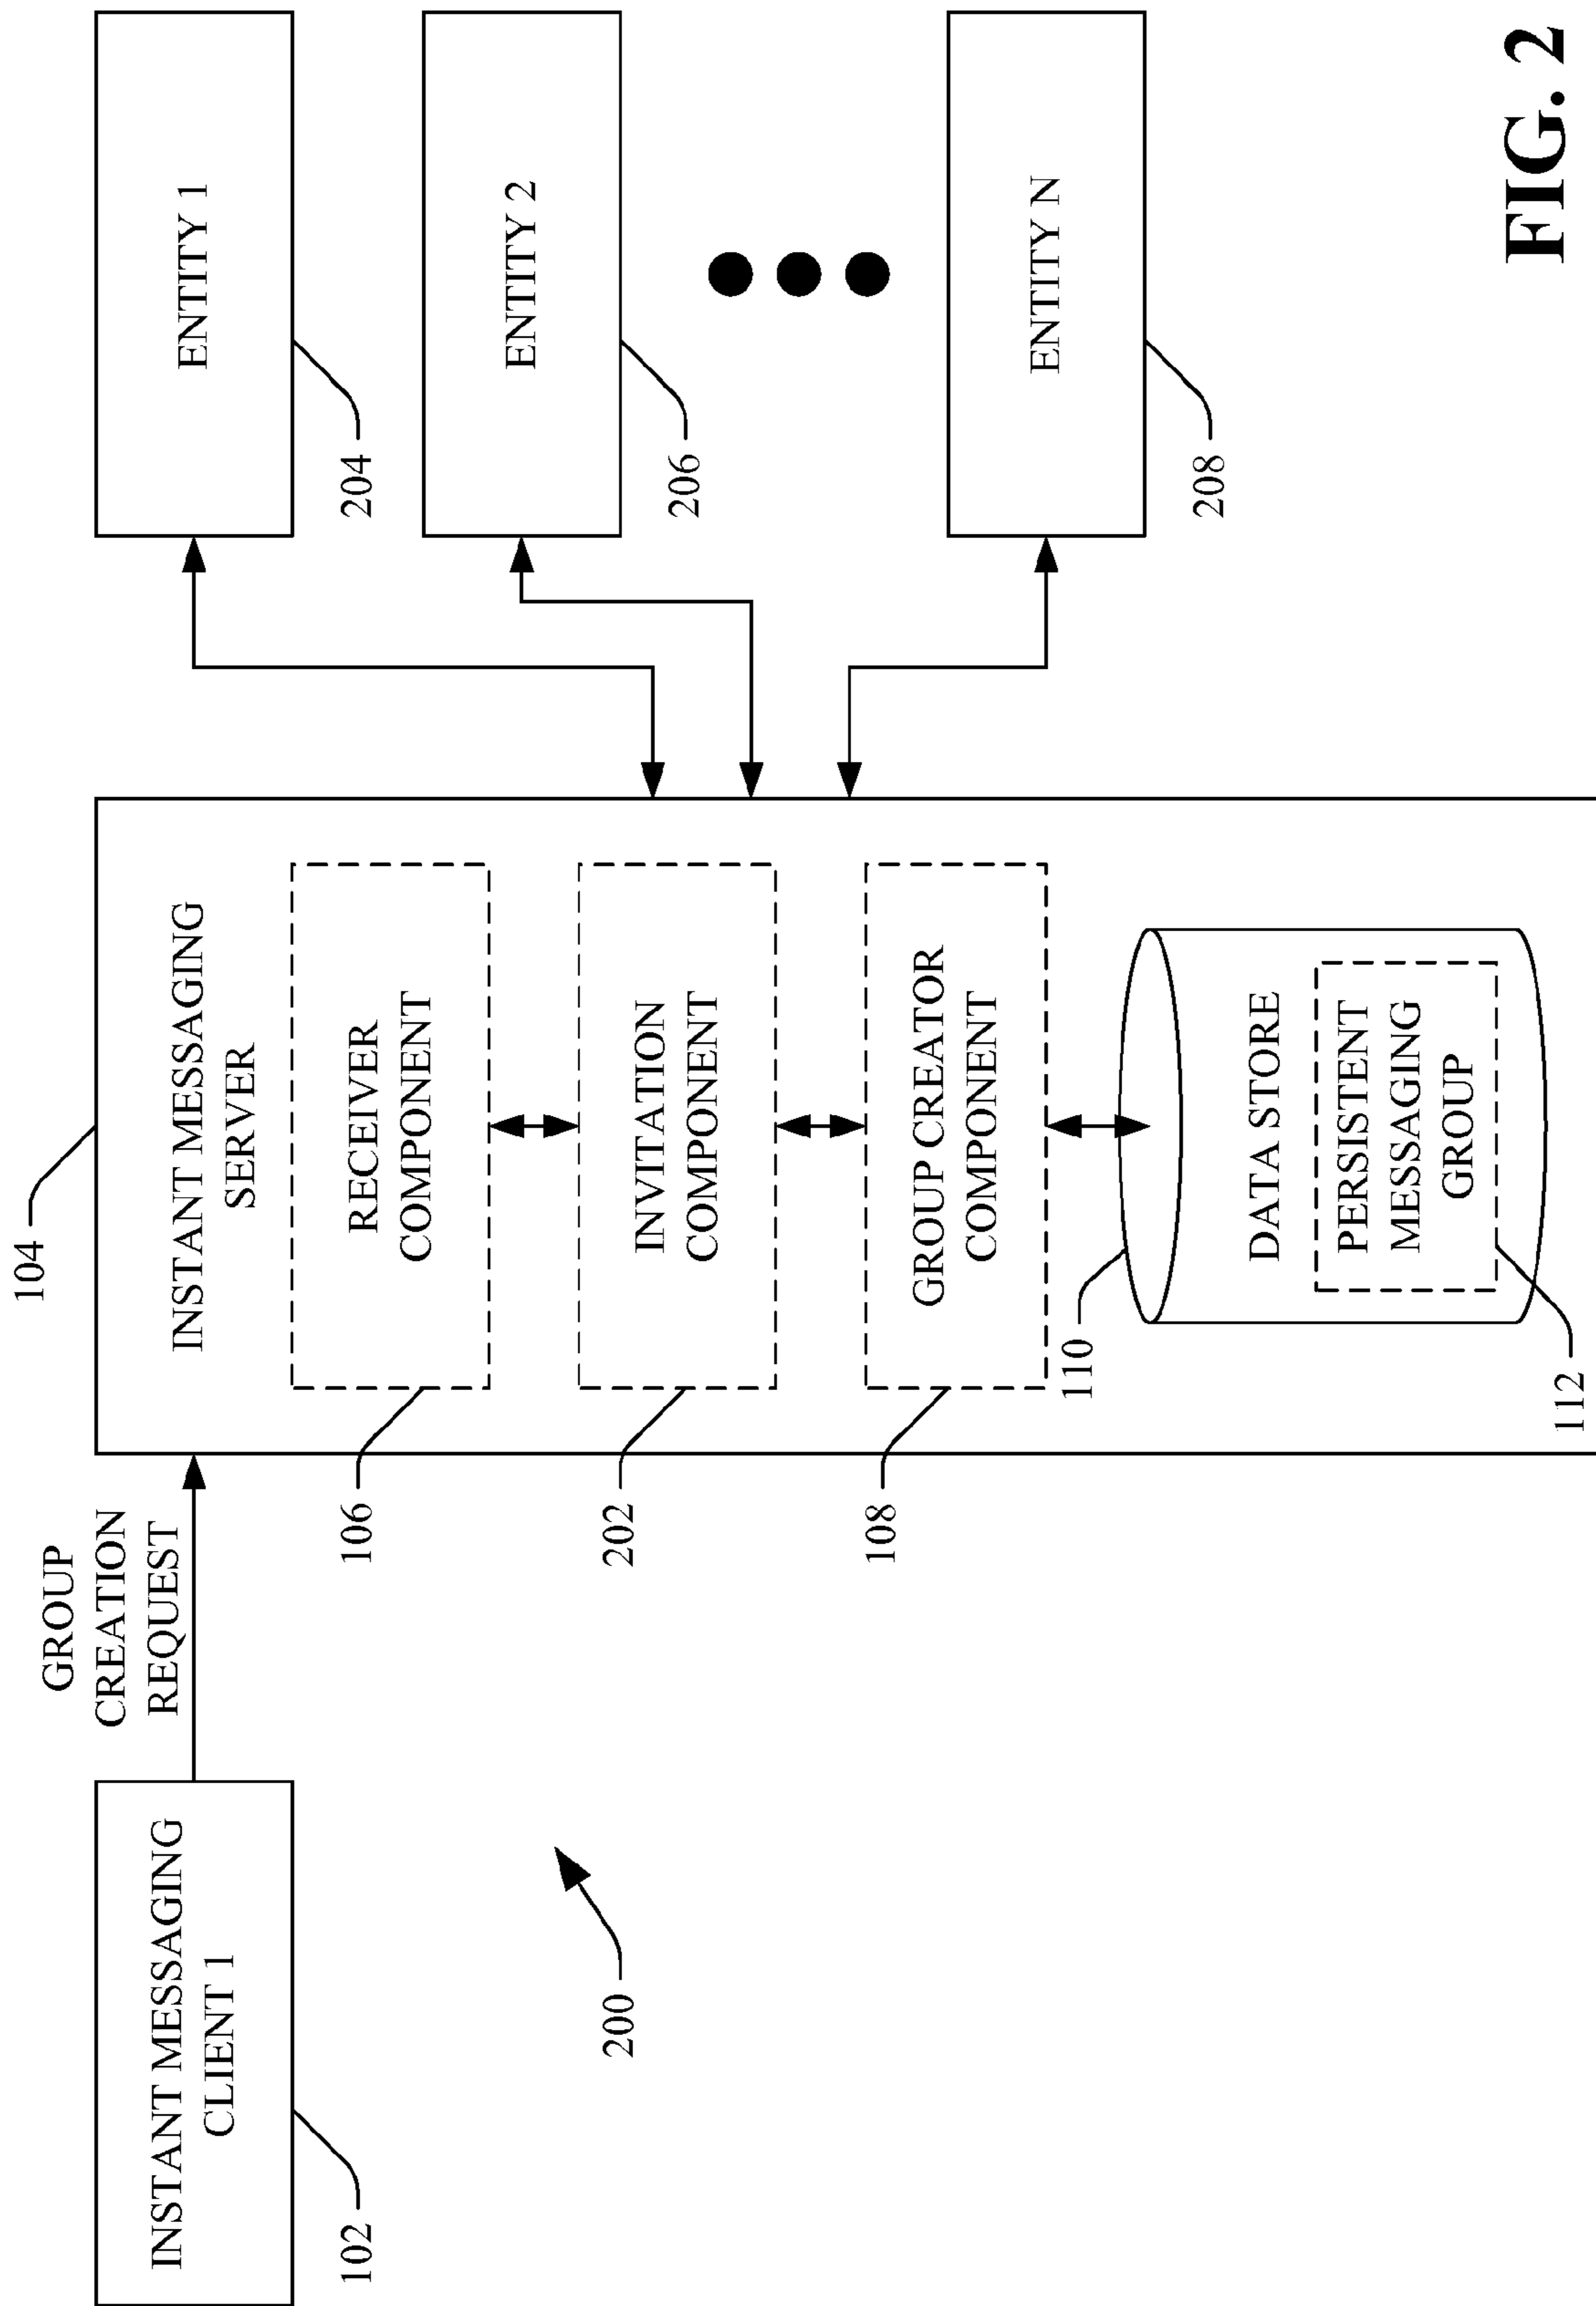 INSTANT MESSAGING
CLIENT 1
102
GROUP
CREATION
REQUEST
200
104
INSTANT MESSAGING
SERVER
RECEIVER
COMPONENT
106
INVITATION
COMPONENT
202
GROUP CREATOR
COMPONENT
108
110
DATA STORE
PERSISTENT
MESSAGING
GROUP
112
ENTITY 1
204
ENTITY 2
206
ENTITY N
208
FIG. 2